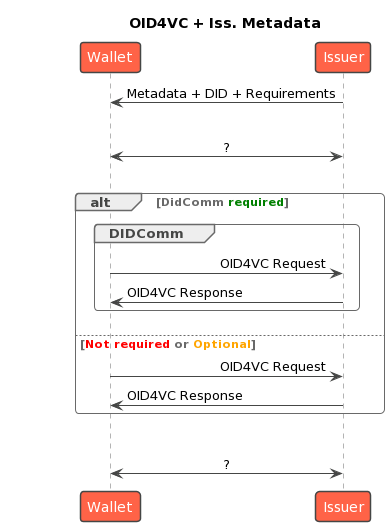 OID4VC + Iss. Metadata
Wallet Issuer
Metadata + DID + Requirements
?
alt [DidComm required]
DIDComm
OID4VC Request
OID4VC Response
[Not required or Optional]
OID4VC Request
OID4VC Response
?
Wallet Issuer